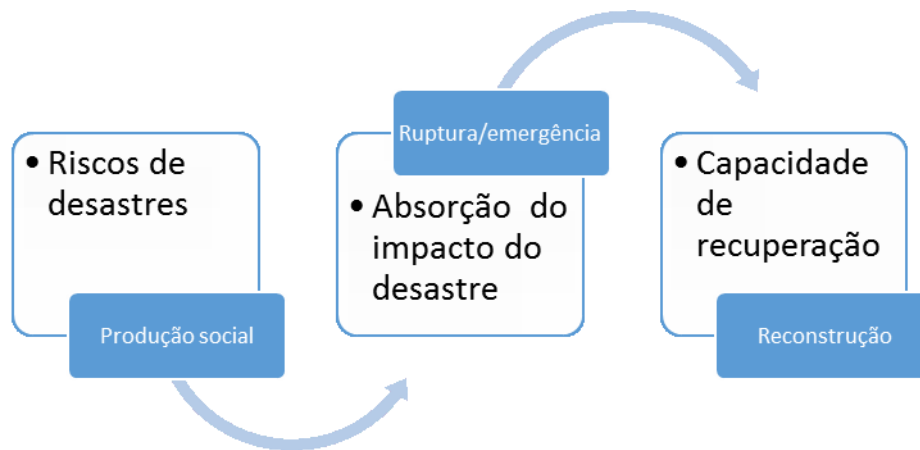 • Riscos de
desastres
Produção social
Ruptura/emergência
• Absorção do
impacto do
desastre
• Capacidade
de
recuperação
Reconstrução